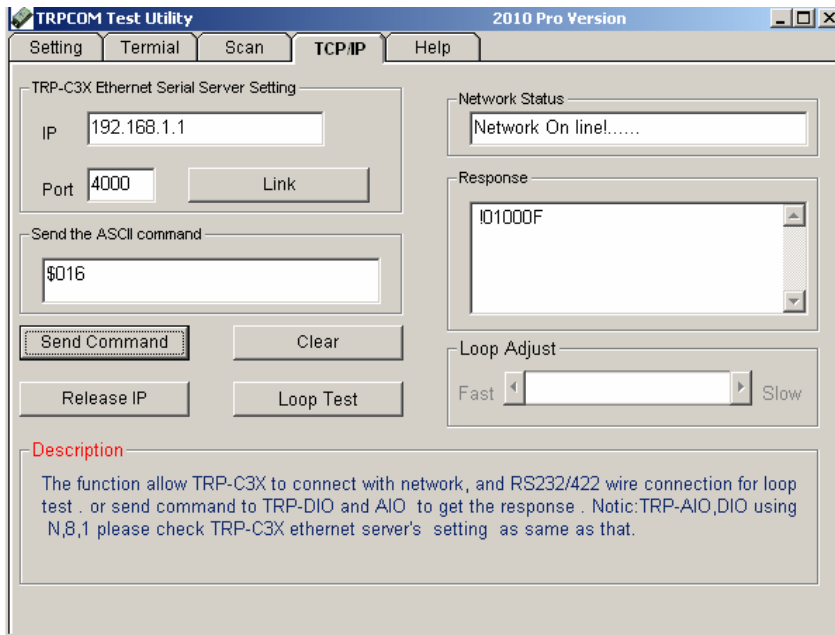 TRPCOM Test Utility 2010 Pro Version
Setting Termial Scan TCP/IP Help
TRP-C3X Ethernet Serial Server Setting
IP 192.168.1.1
Port 4000 Link
Network Status
Network On line!......
Send the ASCII command
$016
Response
!01000F
Send Command Clear
Release IP Loop Test
Loop Adjust
Fast Slow
Description
The function allow TRP-C3X to connect with network, and RS232/422 wire connection for loop
test . or send command to TRP-DIO and AIO to get the response . Notic:TRP-AIO,DIO using
N,8,1 please check TRP-C3X ethernet server's setting as same as that.